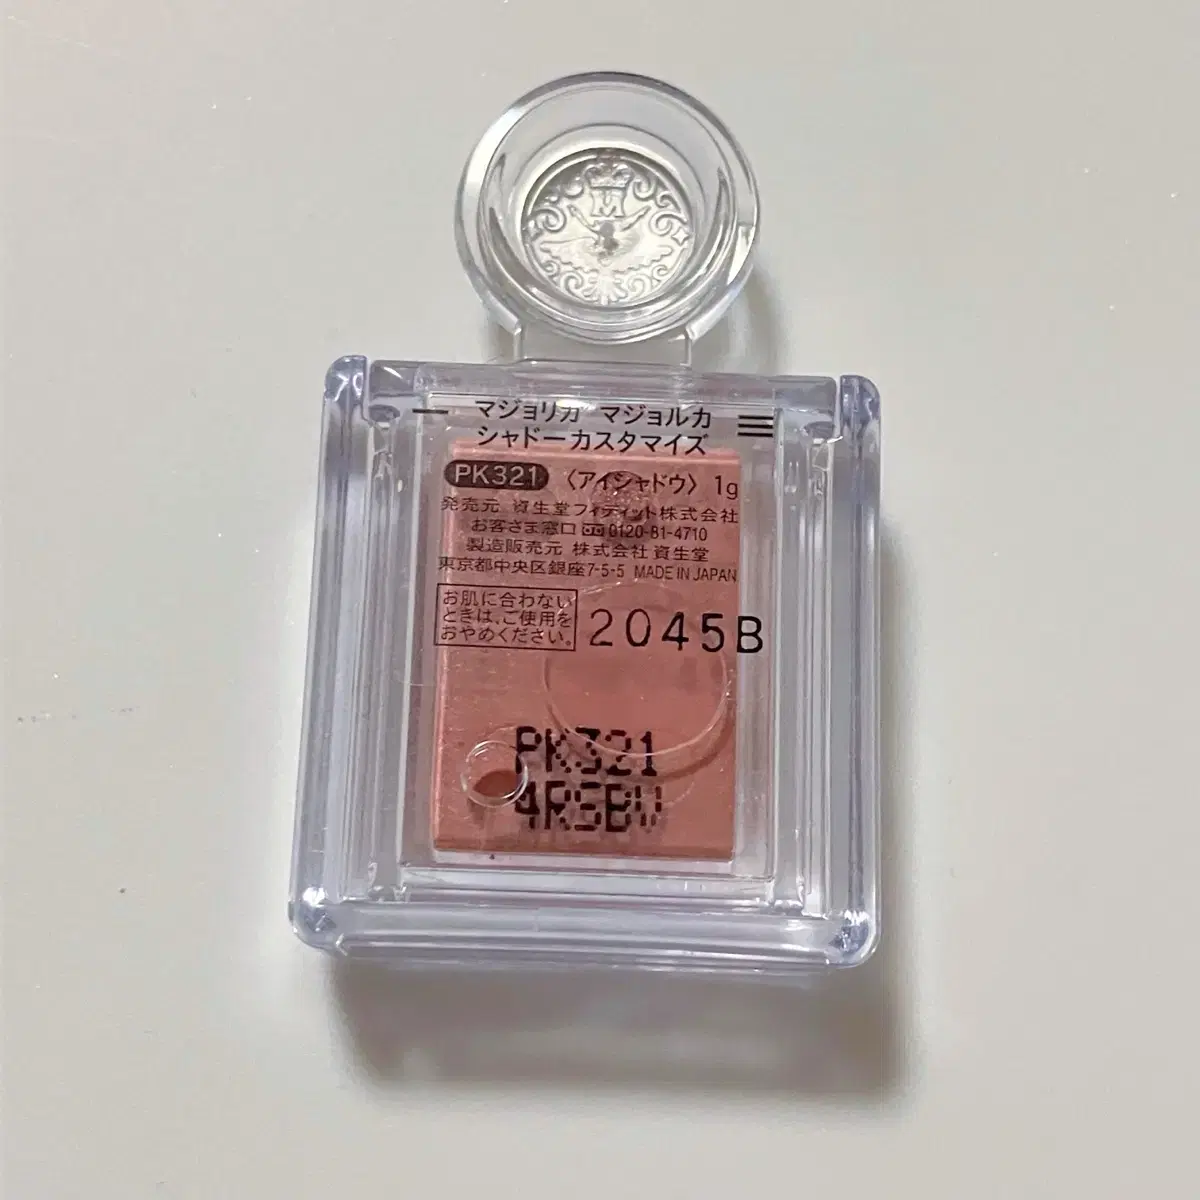 M
マジョリカ マジョルカ
シャドーカスタマイズ
PK321 〈アイシャドウ〉 1g
発売元 資生堂フィティット株式会社
お客さま窓口 0120-81-4710
製造販売元 株式会社 資生堂
東京都中央区銀座7-5-5 MADE IN JAPAN
お肌に合わない
ときは、ご使用を
おやめください。
2045B
PK321
4RSBV